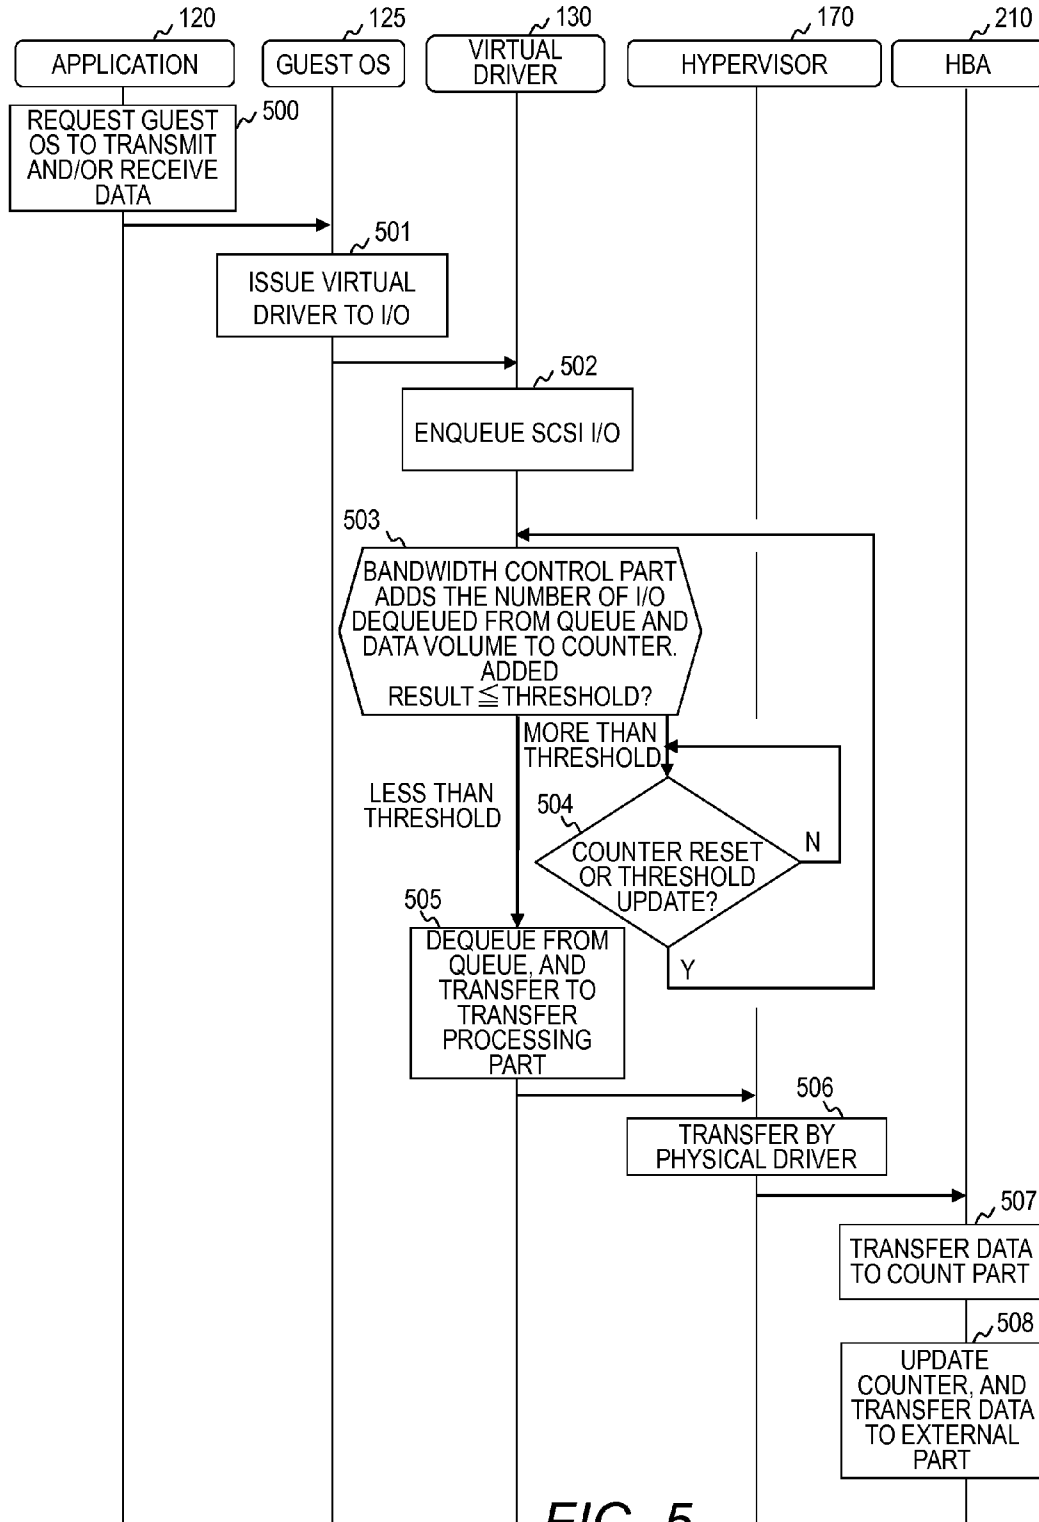 120
125
130
170
210
APPLICATION
GUEST OS
VIRTUAL
DRIVER
HYPERVISOR
HBA
500
REQUEST GUEST
OS TO TRANSMIT
AND/OR RECEIVE
DATA
501
ISSUE VIRTUAL
DRIVER TO I/O
502
ENQUEUE SCSI I/O
503
BANDWIDTH CONTROL PART
ADDS THE NUMBER OF I/O
DEQUEUED FROM QUEUE AND
DATA VOLUME TO COUNTER.
ADDED
RESULT ≦ THRESHOLD?
MORE THAN
THRESHOLD
LESS THAN
THRESHOLD
504
COUNTER RESET
OR THRESHOLD
UPDATE?
N
Y
505
DEQUEUE FROM
QUEUE, AND
TRANSFER TO
TRANSFER
PROCESSING
PART
506
TRANSFER BY
PHYSICAL DRIVER
507
TRANSFER DATA
TO COUNT PART
508
UPDATE
COUNTER, AND
TRANSFER DATA
TO EXTERNAL
PART
FIG. 5